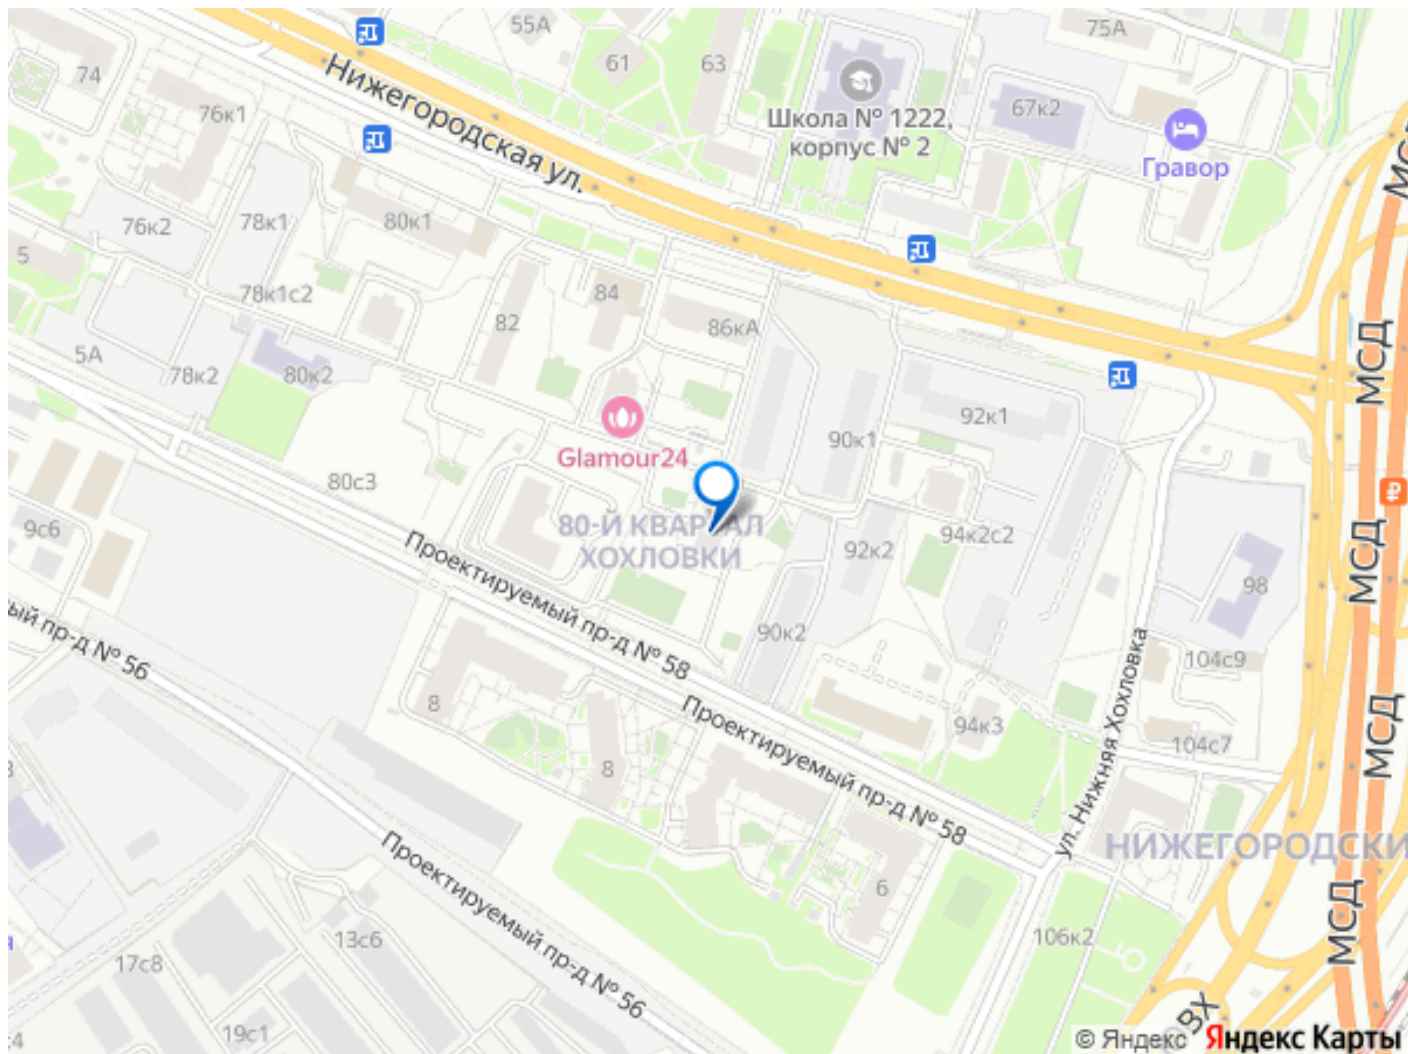 55А
75А
74
61
63
Нижегородская ул.
76к1
Школа № 1222,
корпус № 2
67к2
Гравор
76к2
78к1
80к1
5
78к1с2
84
82
86кА
5А
78к2
80к2
МСД
90к1
92к1
Glamour24
80с3
9с6
80-Й КВАРТАЛ
ХОХЛОВКИ
Проектируемый пр-д № 58
92к2
94к2с2
98
МСД
90к2
104с9
ый пр-д № 56
8
8
Проектируемый пр-д № 58
94к3
104с7
МСД
ул. Нижняя Хохловка
НИЖЕГОРОДСКИ
Проектируемый пр-д № 56
6
13с6
17с8
106к2
МСД
19с1
ВХ
© Яндекс Яндекс Карты